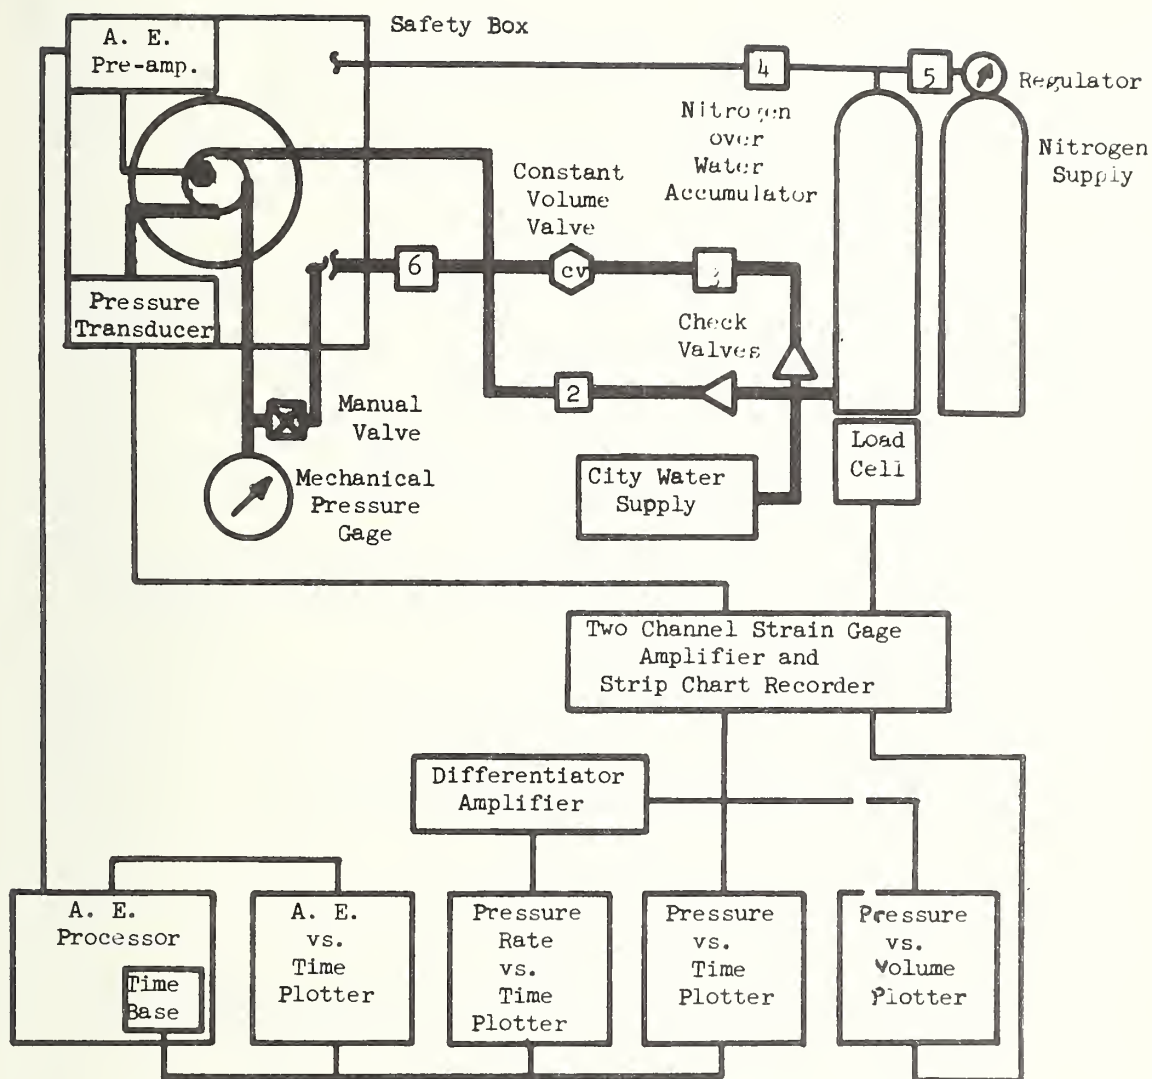 Safety Box
A. E.
Pre-amp.
4
5
Regulator
Nitrogen
over
Water
Accumulator
Nitrogen
Supply
Constant
Volume
Valve
6
cv
Pressure
Transducer
Check
Valves
2
Manual
Valve
Load
Cell
Mechanical
Pressure
Gage
City Water
Supply
Two Channel Strain Gage
Amplifier and
Strip Chart Recorder
Differentiator
Amplifier
A. E.
Processor
Time
Base
A. E.
vs.
Time
Plotter
Pressure
Rate
vs.
Time
Plotter
Pressure
vs.
Time
Plotter
Pressure
vs.
Volume
Plotter